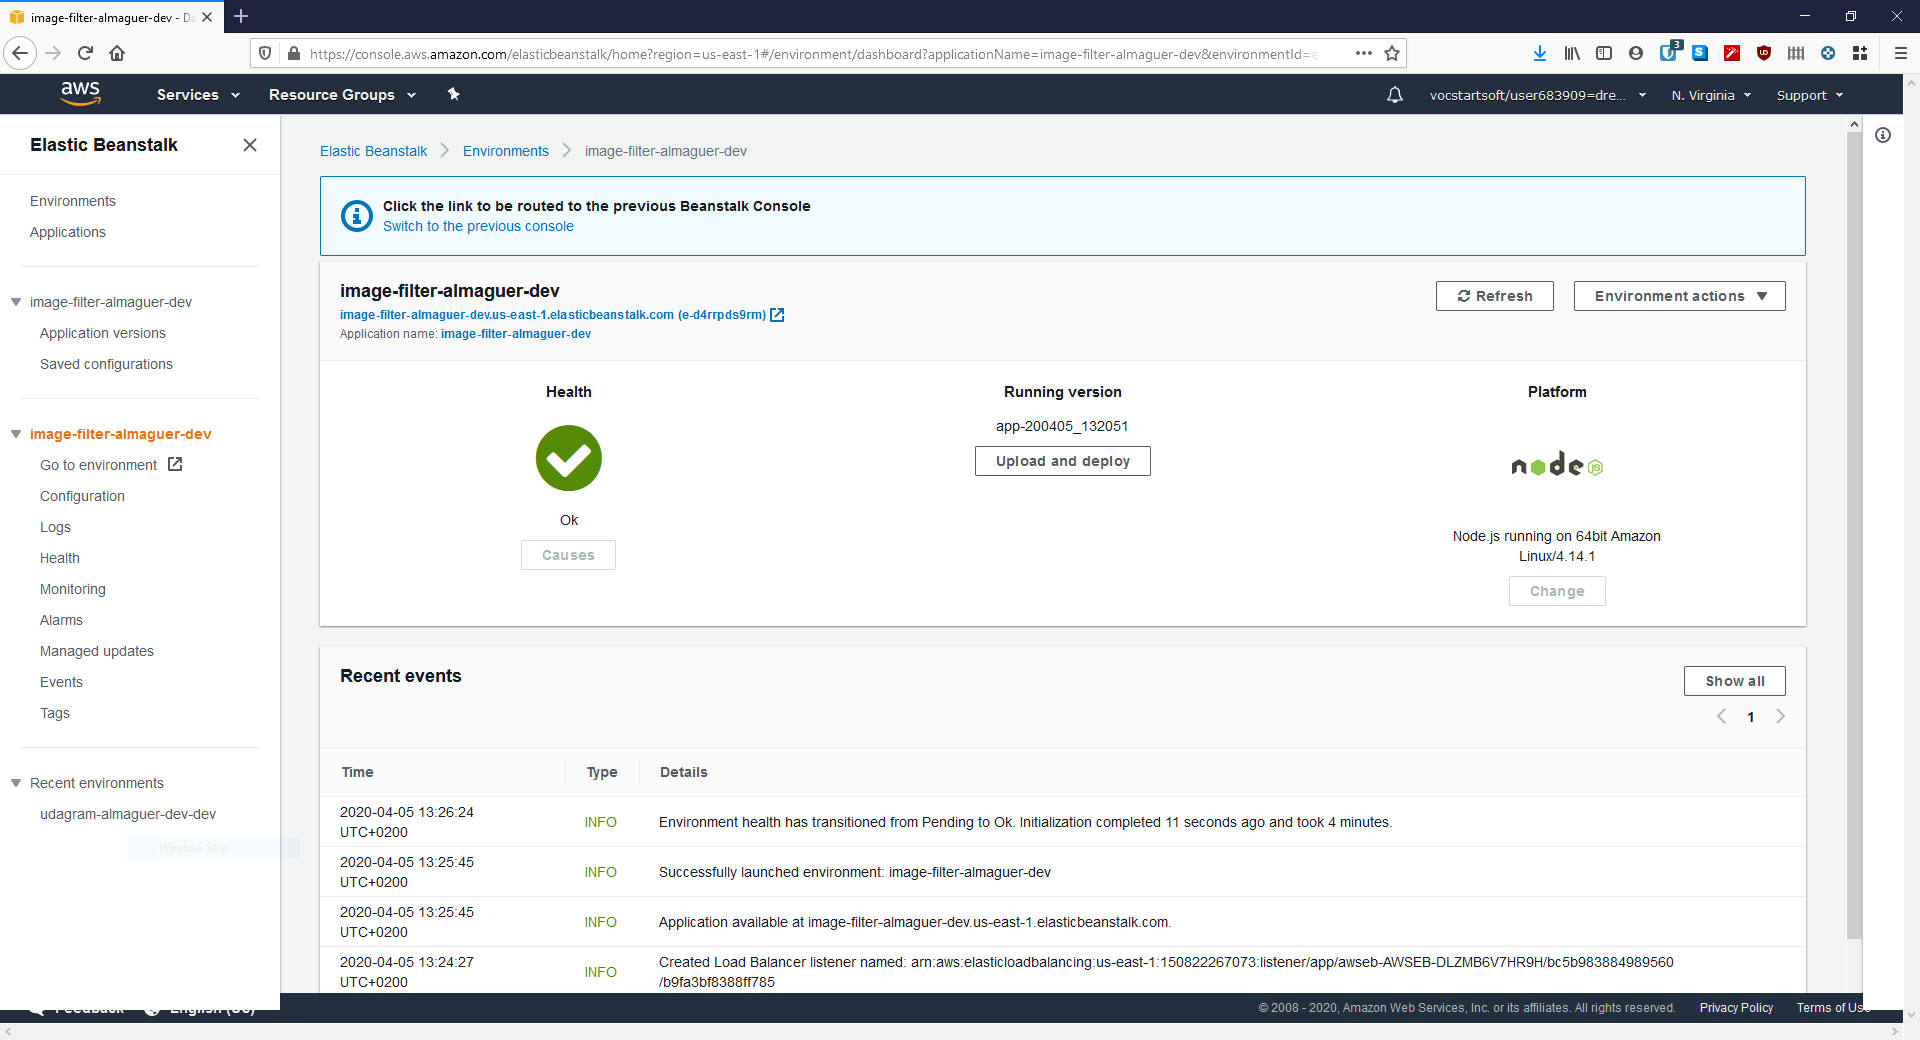 image-filter-almaguer-dev - Da
https://console.aws.amazon.com/elasticbeanstalk/home?region=us-east-1#/environment/dashboard?applicationName=image-filter-almaguer-dev&environmentId=e
3
aws
Services
Resource Groups
vocstartsoft/user683909=dre...
N. Virginia
Support
Elastic Beanstalk
Environments
Applications
image-filter-almaguer-dev
Application versions
Saved configurations
image-filter-almaguer-dev
Go to environment
Configuration
Logs
Health
Monitoring
Alarms
Managed updates
Events
Tags
Recent environments
udagram-almaguer-dev-dev
Window Snip
Elastic Beanstalk
Environments
image-filter-almaguer-dev
Click the link to be routed to the previous Beanstalk Console
Switch to the previous console
image-filter-almaguer-dev
image-filter-almaguer-dev.us-east-1.elasticbeanstalk.com (e-d4rrpds9rm)
Application name: image-filter-almaguer-dev
Refresh
Environment actions
Health
Ok
Causes
Running version
app-200405_132051
Upload and deploy
Platform
node JS
Node.js running on 64bit Amazon
Linux/4.14.1
Change
Recent events
Show all
1
Time Type Details
2020-04-05 13:26:24
UTC+0200
INFO
Environment health has transitioned from Pending to Ok. Initialization completed 11 seconds ago and took 4 minutes.
2020-04-05 13:25:45
UTC+0200
INFO
Successfully launched environment: image-filter-almaguer-dev
2020-04-05 13:25:45
UTC+0200
INFO
Application available at image-filter-almaguer-dev.us-east-1.elasticbeanstalk.com.
2020-04-05 13:24:27
UTC+0200
INFO
Created Load Balancer listener named: arn:aws:elasticloadbalancing:us-east-1:150822267073:listener/app/awseb-AWSEB-DLZMB6V7HR9H/bc5b983884989560
/b9fa3bf8388ff785
Feedback
English (US)
© 2008 - 2020, Amazon Web Services, Inc. or its affiliates. All rights reserved.
Privacy Policy
Terms of Us